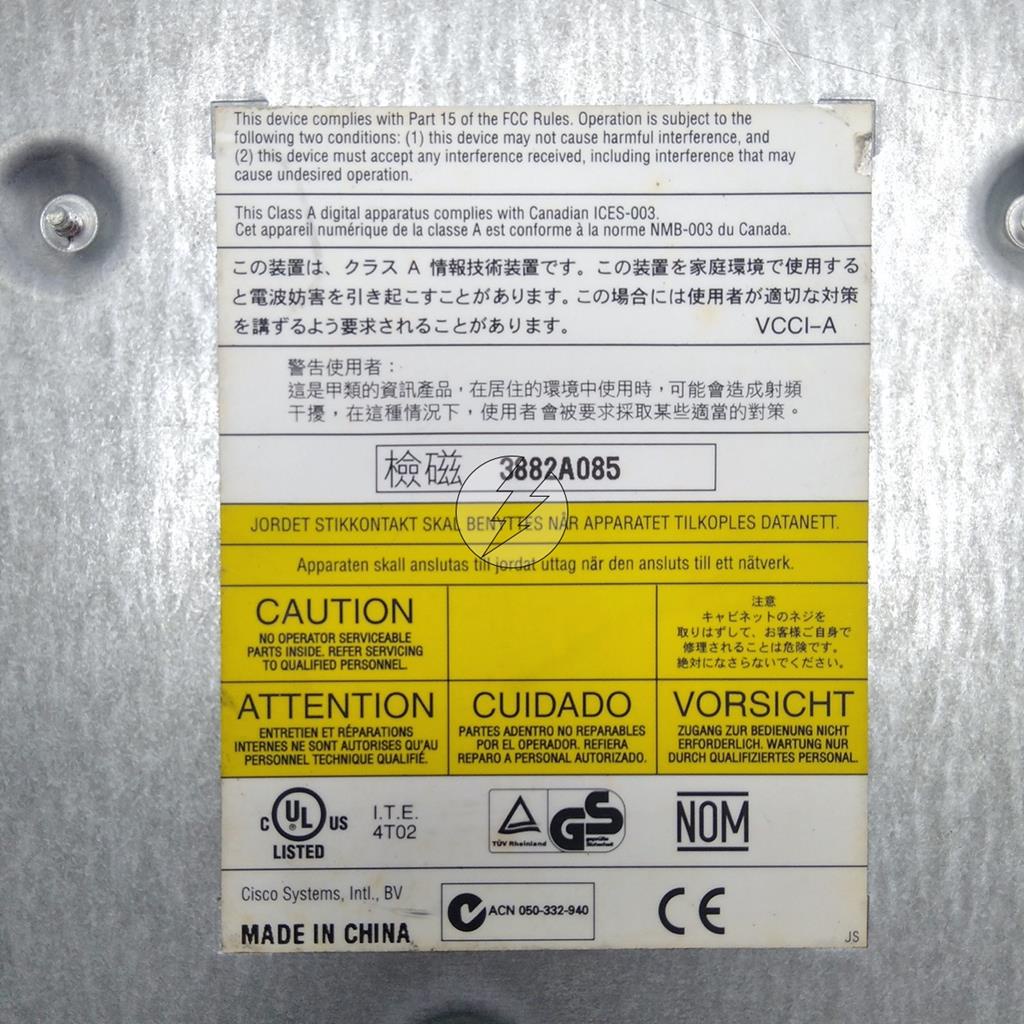 This device complies with Part 15 of the FCC Rules. Operation is subject to the
following two conditions: (1) this device may not cause harmful interference, and
(2) this device must accept any interference received, including interference that may
cause undesired operation.
This Class A digital apparatus complies with Canadian ICES-003.
Cet appareil numérique de la classe A est conforme à la norme NMB-003 du Canada.
この装置は、クラス A 情報技術装置です。この装置を家庭環境で使用する
と電波妨害を引き起こすことがあります。この場合には使用者が適切な対策
を講ずるよう要求されることがあります。 VCCI-A
警告使用者：
這是甲類的資訊產品，在居住的環境中使用時，可能會造成射頻
干擾，在這種情況下，使用者會被要求採取某些適當的對策。
檢磁 3882A085
JORDET STIKKONTAKT SKAL BENYTTES NÅR APPARATET TILKOPLES DATANETT.
Apparaten skall anslutas till jordat uttag när den ansluts till ett nätverk.
CAUTION
NO OPERATOR SERVICEABLE
PARTS INSIDE. REFER SERVICING
TO QUALIFIED PERSONNEL.
注意
キャビネットのネジを
取りはずして、お客様ご自身で
修理されることは危険です。
絶対になさらないでください。
ATTENTION
ENTRETIEN ET RÉPARATIONS
INTERNES NE SONT AUTORISES QU'AU
PERSONNEL TECHNIQUE QUALIFIÉ.
CUIDADO
PARTES ADENTRO NO REPARABLES
POR EL OPERADOR. REFIERA
REPARO A PERSONAL AUTORIZADO.
VORSICHT
ZUGANG ZUR BEDIENUNG NICHT
ERFORDERLICH. WARTUNG NUR
DURCH QUALIFIZIERTES PERSONAL.
C UL ® US
LISTED
I.T.E.
4T02
TÜV Rheinland
GS
geprüfte
Sicherheit
NOM
Cisco Systems, Intl., BV
MADE IN CHINA
ACN 050-332-940
CE
JS